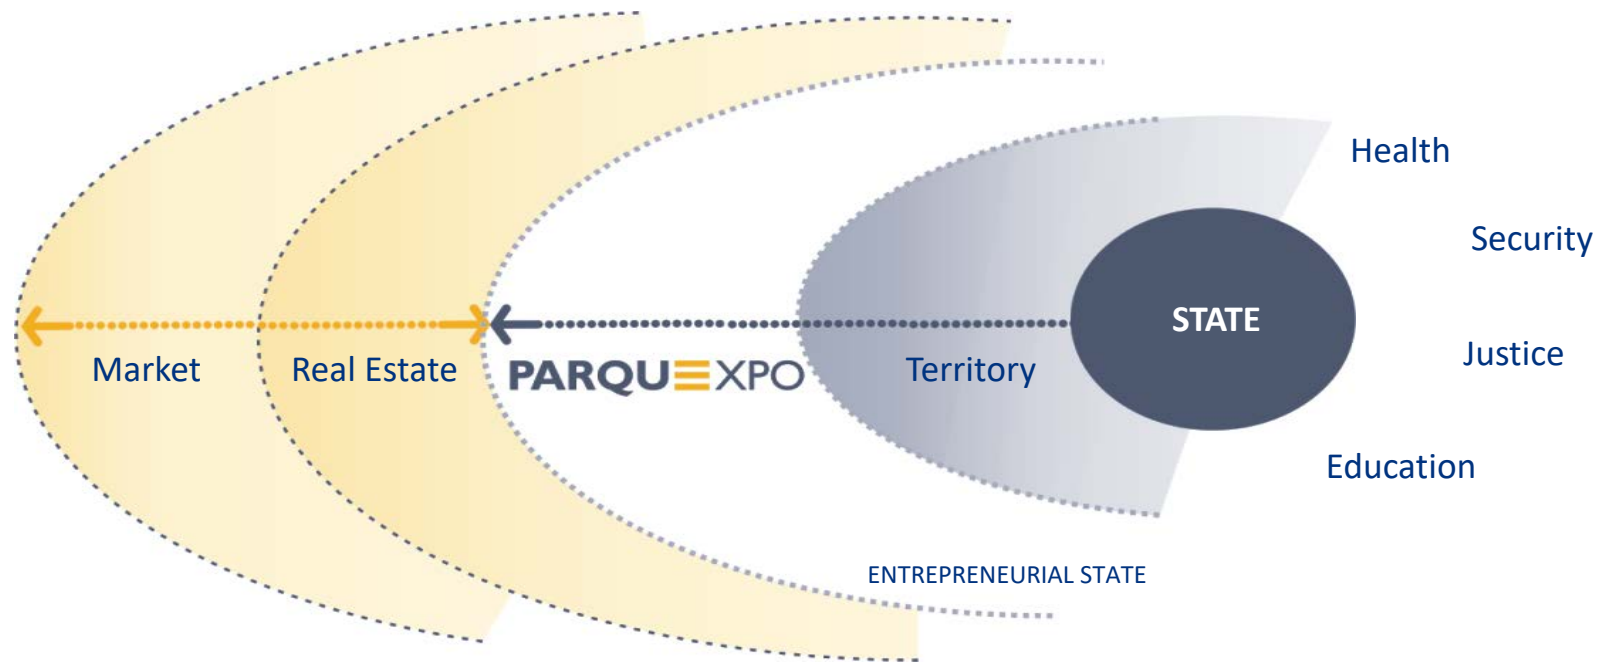 Health
Security
STATE
Justice
Market
Real Estate
PARQUEXPO
Territory
Education
ENTREPRENEURIAL STATE